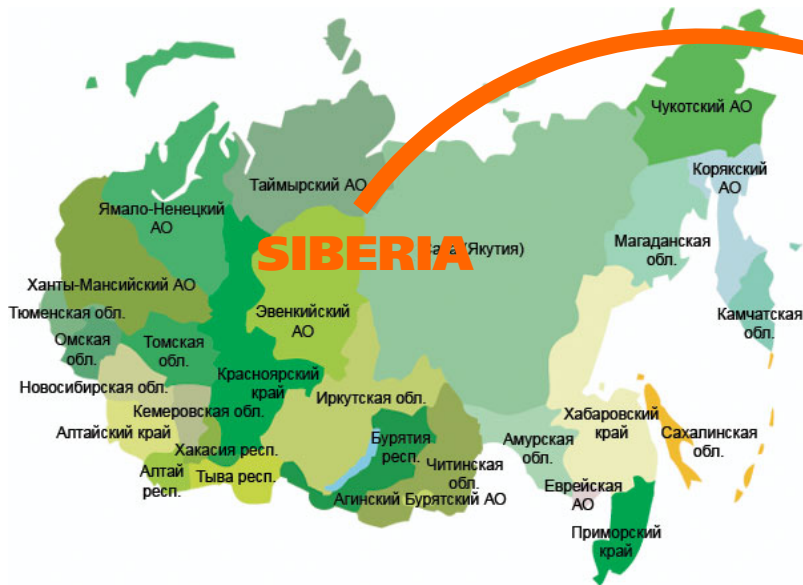 Чукотский АО
Корякский
АО
Таймырский АО
Ямало-Ненецкий
АО
SIBERIA
(Якутия)
Магаданская
обл.
Ханты-Мансийский АО
Тюменская обл.
Эвенкийский
АО
Камчатская
обл.
Омская
обл.
Томская
обл.
Красноярский
край
Новосибирская обл.
Иркутская обл.
Кемеровская обл.
Хабаровский
край
Алтайский край
Сахалинская
обл.
Бурятия
респ.
Амурская
обл.
Хакасия респ.
Читинская
обл.
Алтай
респ.
Тыва респ.
Еврейская
АО
Агинский Бурятский АО
Приморский
край